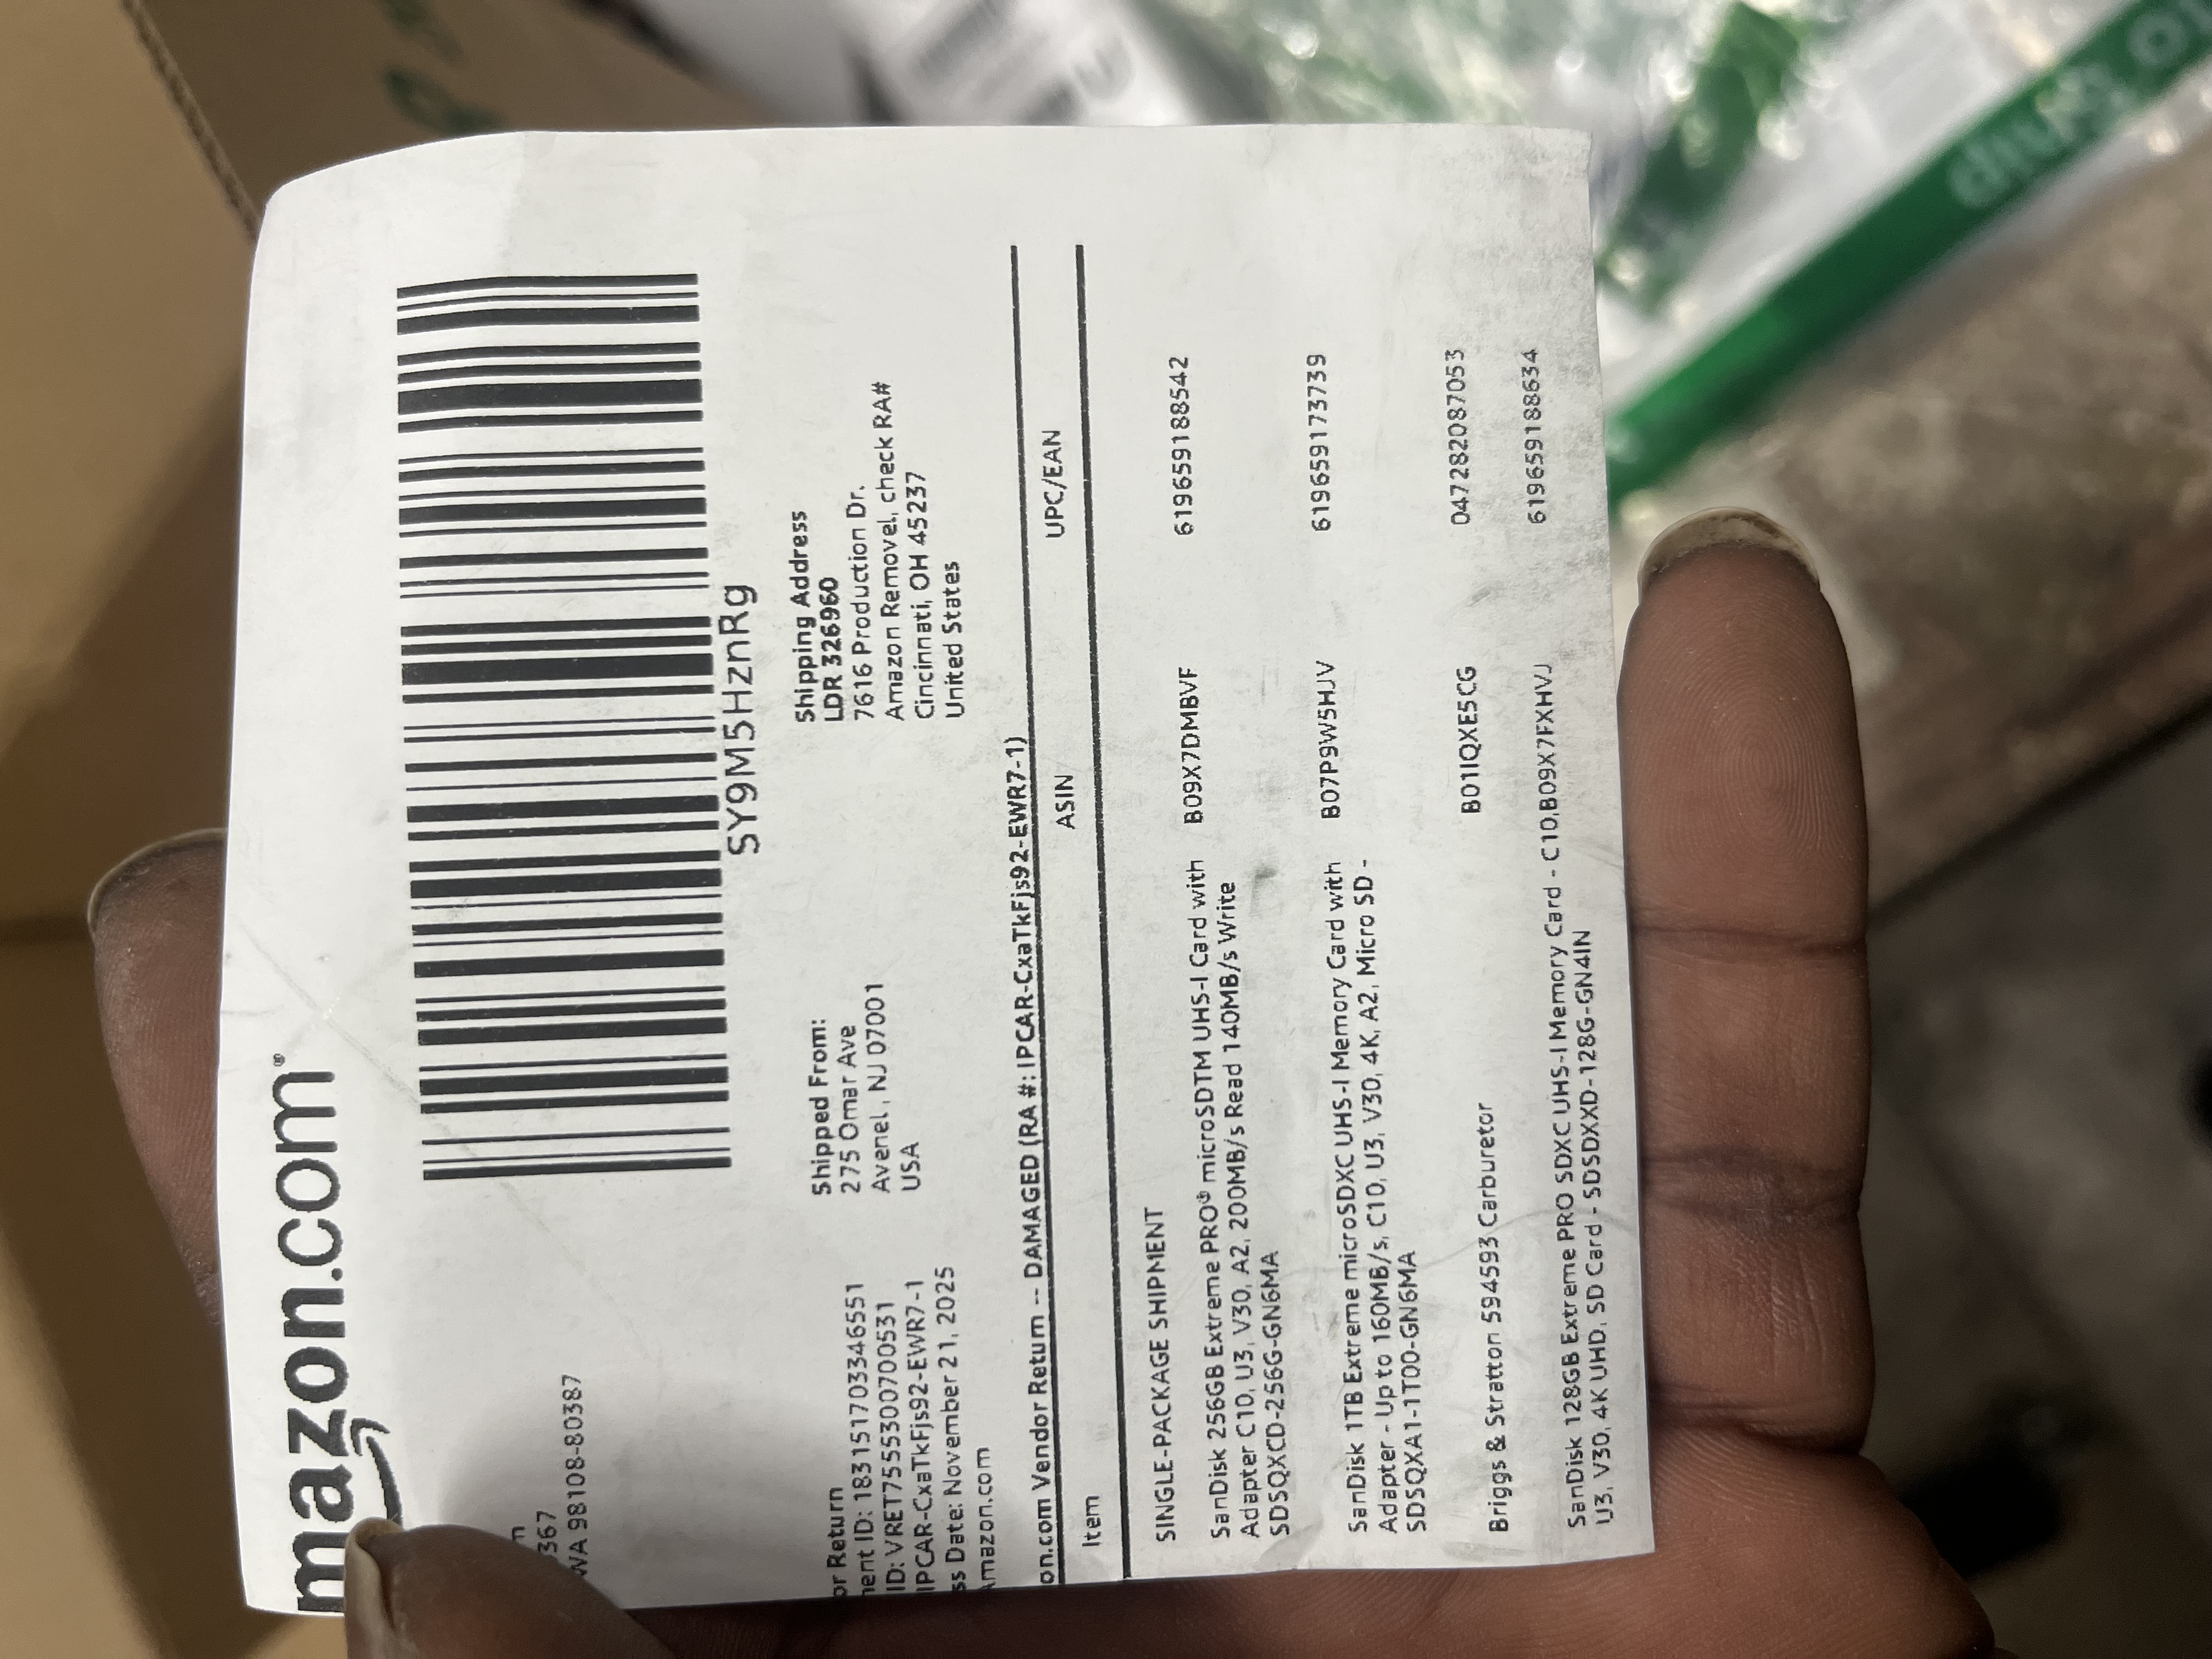 mazon.com
SY9M5HznRg
367
WA 98108-80387
Shipped From:
275 Omar Ave
Avenel, NJ 07001
USA
Shipping Address
LDR 326960
7616 Production Dr.
Amazon Removel, check RA#
Cincinnati, OH 45237
United States
or Return
ment ID: 18315170334651
ID: VRET7555300700531
IPCAR-CxaTkFjs92-EWR7-1
ss Date: November 21, 2025
Amazon.com
on.com Vendor Return -- DAMAGED (RA #: IPCAR-CxaTkFjs92-EWR7-1)
Item ASIN UPC/EAN
SINGLE-PACKAGE SHIPMENT
SanDisk 256GB Extreme PRO® microSDTM UHS-I Card with B09X7DMBVF 619659188542
Adapter C10, U3, V30, A2, 200MB/s Read 140MB/s Write
SDSQXCD-256G-GN6MA
SanDisk 1TB Extreme microSDXC UHS-I Memory Card with B07P9W5HJV 619659173739
Adapter - Up to 160MB/s, C10, U3, V30, 4K, A2, Micro SD -
SDSQXA1-1T00-GN6MA
Briggs & Stratton 594593 Carburetor B01IQXE5CG 047282087053
SanDisk 128GB Extreme PRO SDXC UHS-I Memory Card - C10, B09X7FXHVJ 619659188634
U3, V30, 4K UHD, SD Card - SDSDXXD-128G-GN4IN